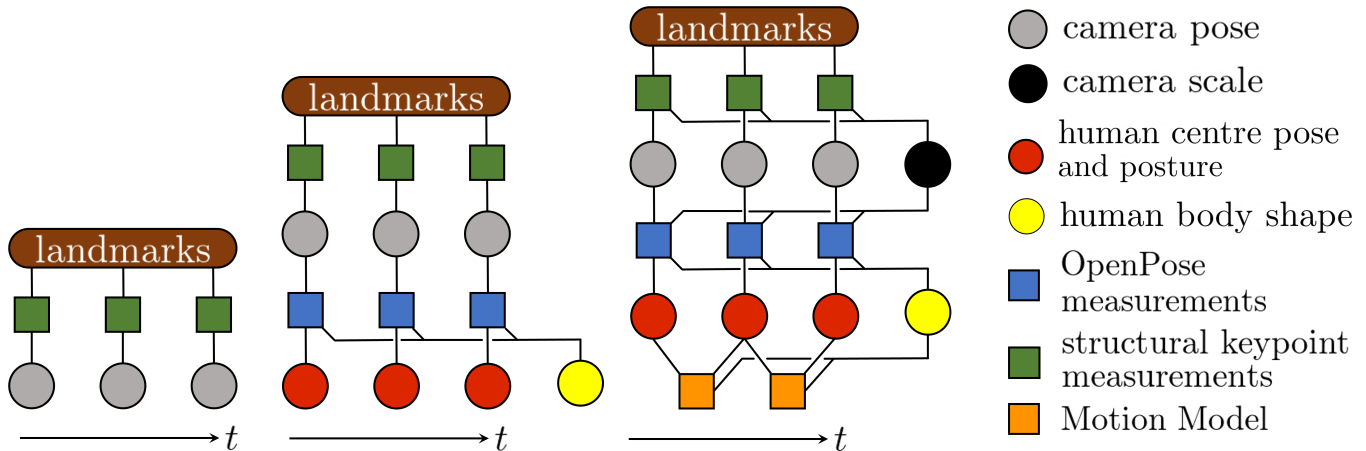 landmarks
t
landmarks
t
landmarks
t
camera pose
camera scale
human centre pose
and posture
human body shape
OpenPose
measurements
structural keypoint
measurements
Motion Model